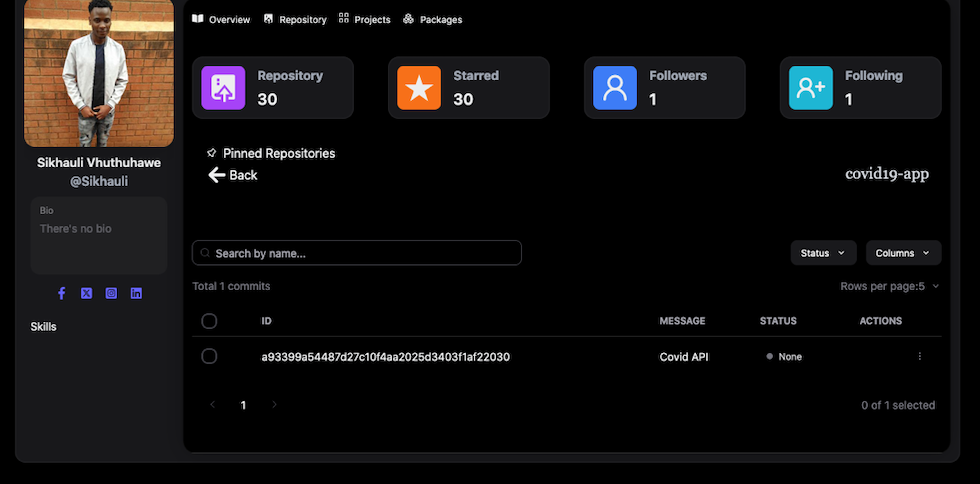 Overview Repository Projects Packages
Repository
30
Starred
30
Followers
1
Following
1
Sikhauli Vhuthuhawe
@Sikhauli
Bio
There's no bio
Skills
Pinned Repositories
Back
covid19-app
Search by name...
Status
Columns
Total 1 commits
Rows per page:5
ID MESSAGE STATUS ACTIONS
a93399a54487d27c10f4aa2025d3403f1af22030 Covid API None
1
0 of 1 selected